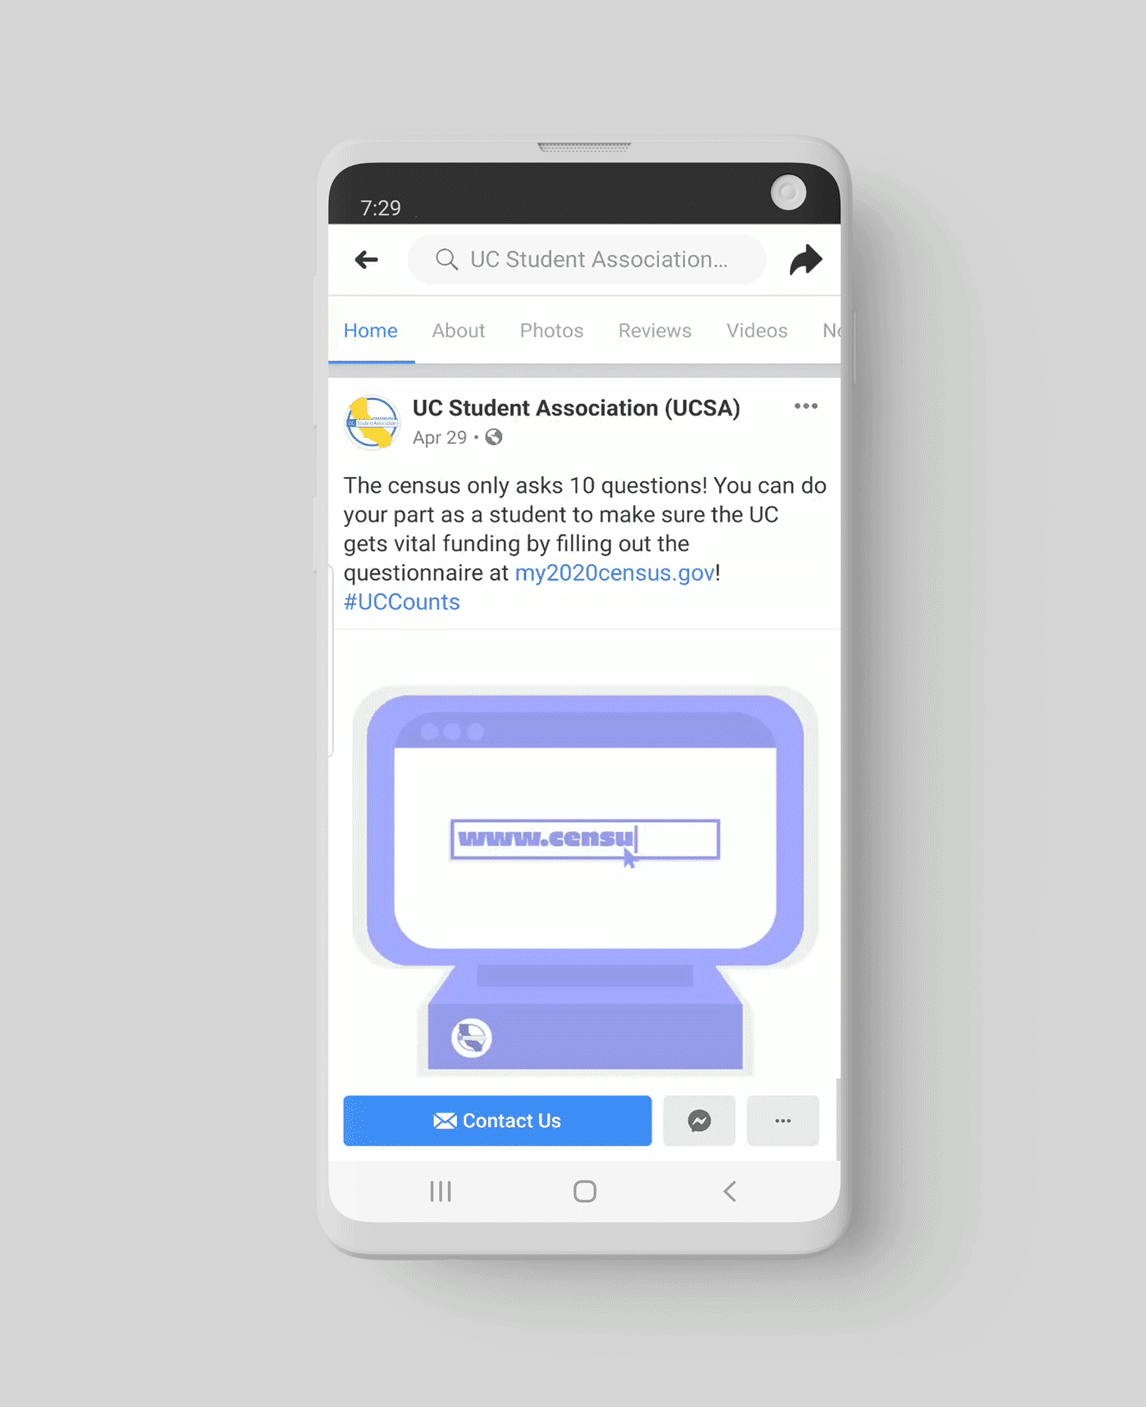 7:29
UC Student Association...
Home About Photos Reviews Videos No
UC Student Association (UCSA)
Apr 29 •
The census only asks 10 questions! You can do
your part as a student to make sure the UC
gets vital funding by filling out the
questionnaire at my2020census.gov!
#UCCounts
www.censu
Contact Us